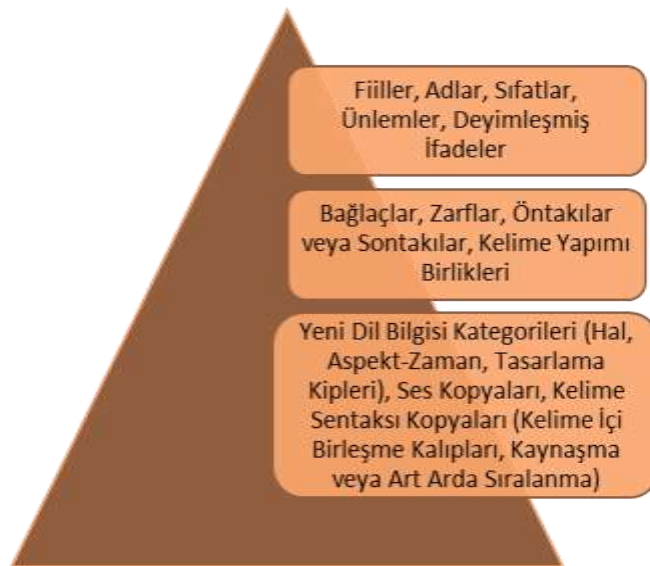 Fiiller, Adlar, Sıfatlar,
Ünlemler, Deyimleşmiş
İfadeler
Bağlaçlar, Zarflar, Öntakılar
veya Sontakılar, Kelime Yapımı
Birlikleri
Yeni Dil Bilgisi Kategorileri (Hal,
Aspekt-Zaman, Tasarlama
Kipleri), Ses Kopyaları, Kelime
Sentaksı Kopyaları (Kelime İçi
Birleşme Kalıpları, Kaynaşma
veya Art Arda Sıralanma)